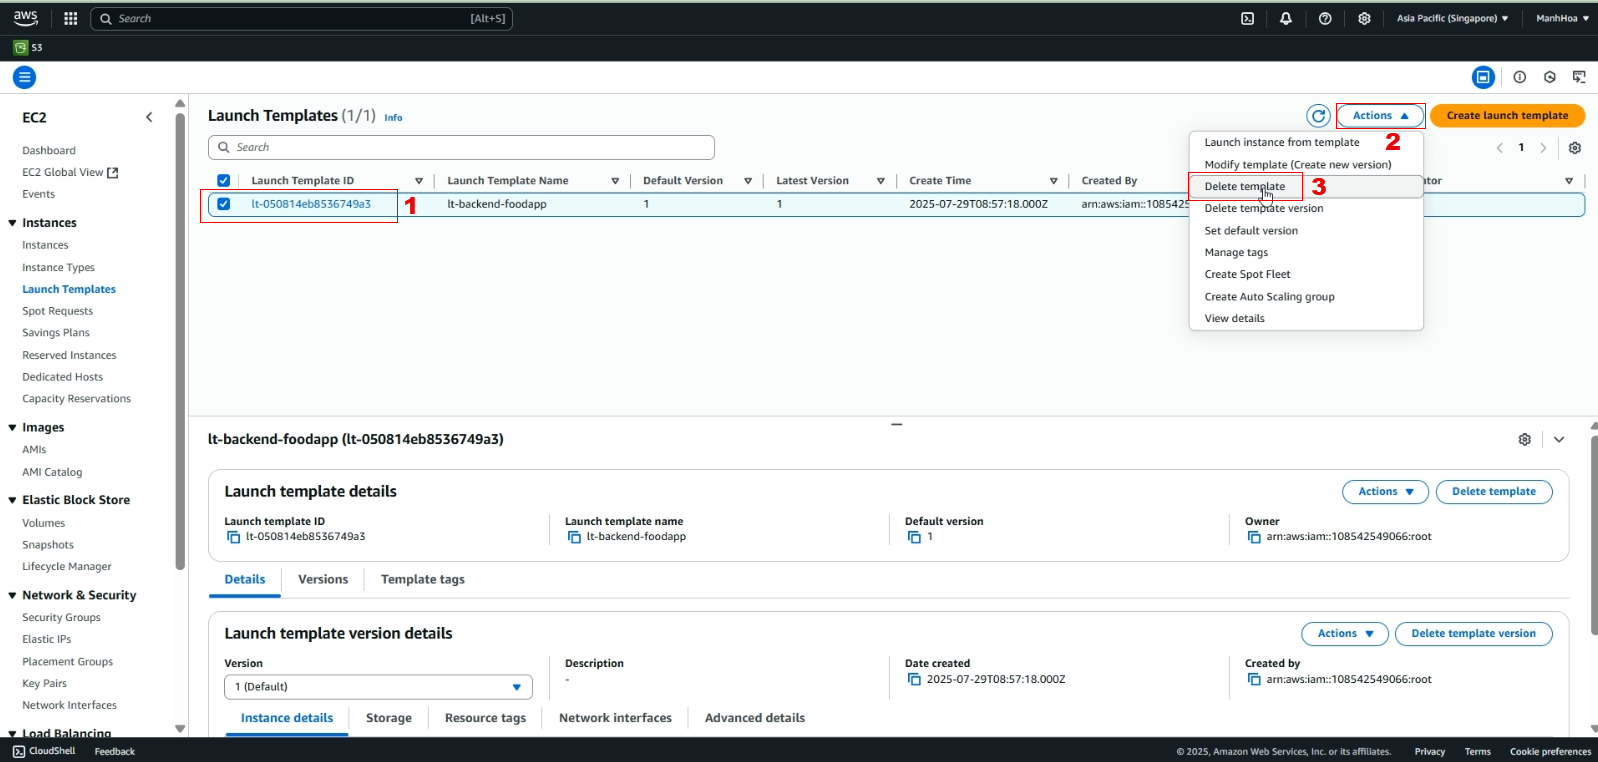 aws Search [Alt+S] Asia Pacific (Singapore) ManhHoa
S3
EC2
Dashboard
EC2 Global View
Events
Instances
Instances
Instance Types
Launch Templates
Spot Requests
Savings Plans
Reserved Instances
Dedicated Hosts
Capacity Reservations
Images
AMIs
AMI Catalog
Elastic Block Store
Volumes
Snapshots
Lifecycle Manager
Network & Security
Security Groups
Elastic IPs
Placement Groups
Key Pairs
Network Interfaces
Load Balancing
Launch Templates (1/1) Info
Actions
Create launch template
2
Search
1
Launch Template ID Launch Template Name Default Version Latest Version Create Time Created By
lt-050814eb8536749a3 1 lt-backend-foodapp 1 1 2025-07-29T08:57:18.000Z arn:aws:iam::1085425
Launch instance from template
Modify template (Create new version)
Delete template 3
Delete template version
Set default version
Manage tags
Create Spot Fleet
Create Auto Scaling group
View details
lt-backend-foodapp (lt-050814eb8536749a3)
Launch template details Actions Delete template
Launch template ID Launch template name Default version Owner
lt-050814eb8536749a3 lt-backend-foodapp 1 arn:aws:iam::108542549066:root
Details Versions Template tags
Launch template version details Actions Delete template version
Version Description Date created Created by
1 (Default) - 2025-07-29T08:57:18.000Z arn:aws:iam::108542549066:root
Instance details Storage Resource tags Network interfaces Advanced details
CloudShell Feedback © 2025, Amazon Web Services, Inc. or its affiliates. Privacy Terms Cookie preferences